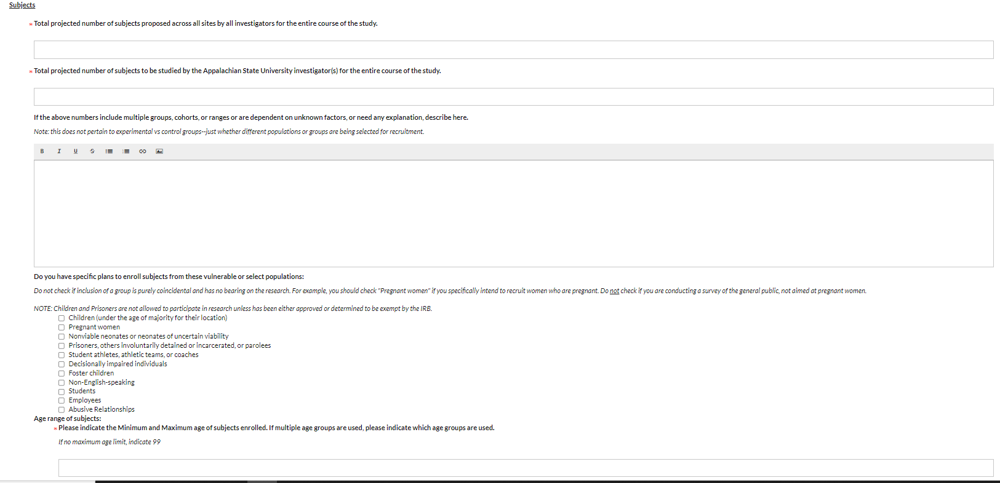 Subjects
* Total projected number of subjects proposed across all sites by all investigators for the entire course of the study.
* Total projected number of subjects to be studied by the Appalachian State University investigator(s) for the entire course of the study.
If the above numbers include multiple groups, cohorts, or ranges or are dependent on unknown factors, or need any explanation, describe here.
Note: this does not pertain to experimental vs control groups--just whether different populations or groups are being selected for recruitment.
B I U S
Do you have specific plans to enroll subjects from these vulnerable or select populations:
Do not check if inclusion of a group is purely coincidental and has no bearing on the research. For example, you should check "Pregnant women" if you specifically intend to recruit women who are pregnant. Do not check if you are conducting a survey of the general public, not aimed at pregnant women.
NOTE: Children and Prisoners are not allowed to participate in research unless has been either approved or determined to be exempt by the IRB.
Children (under the age of majority for their location)
Pregnant women
Nonviable neonates or neonates of uncertain viability
Prisoners, others involuntarily detained or incarcerated, or parolees
Student athletes, athletic teams, or coaches
Decisionally impaired individuals
Foster children
Non-English-speaking
Students
Employees
Abusive Relationships
Age range of subjects:
* Please indicate the Minimum and Maximum age of subjects enrolled. If multiple age groups are used, please indicate which age groups are used.
If no maximum age limit, indicate 99